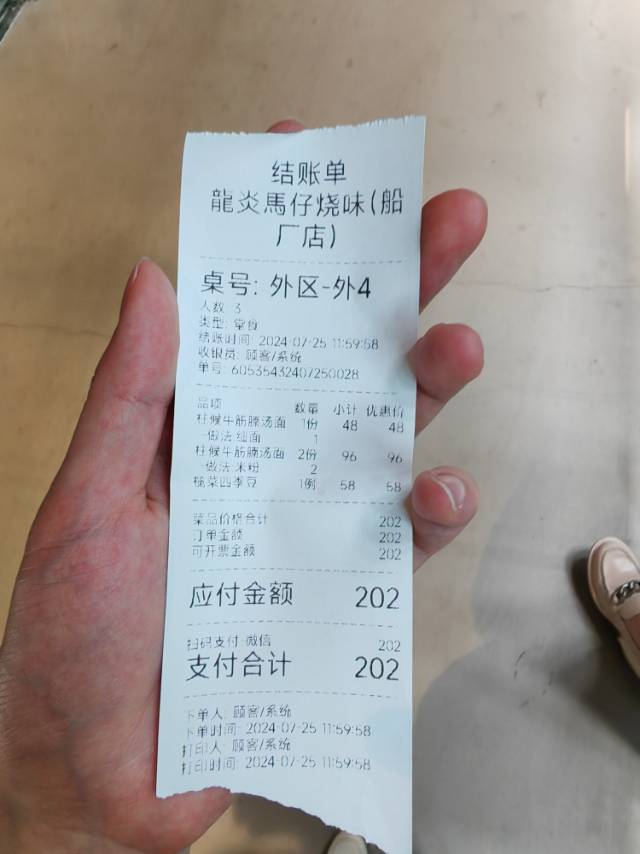 结账单
龍炎馬仔烧味(船
厂店)
桌号: 外区-外4
人数: 3
类型: 堂食
结账时间: 2024-07-25 11:59:58
收银员: 顾客/系统
单号: 60535432407250028
品项 数量 小计 优惠价
柱候牛筋腩汤面 1份 48 48
-做法:细面 1
柱候牛筋腩汤面 2份 96 96
-做法:米粉 2
榄菜四季豆 1例 58 58
菜品价格合计 202
订单金额 202
可开票金额 202
应付金额 202
扫码支付-微信 202
支付合计 202
下单人: 顾客/系统
下单时间: 2024-07-25 11:59:58
打印人: 顾客/系统
打印时间: 2024-07-25 11:59:58